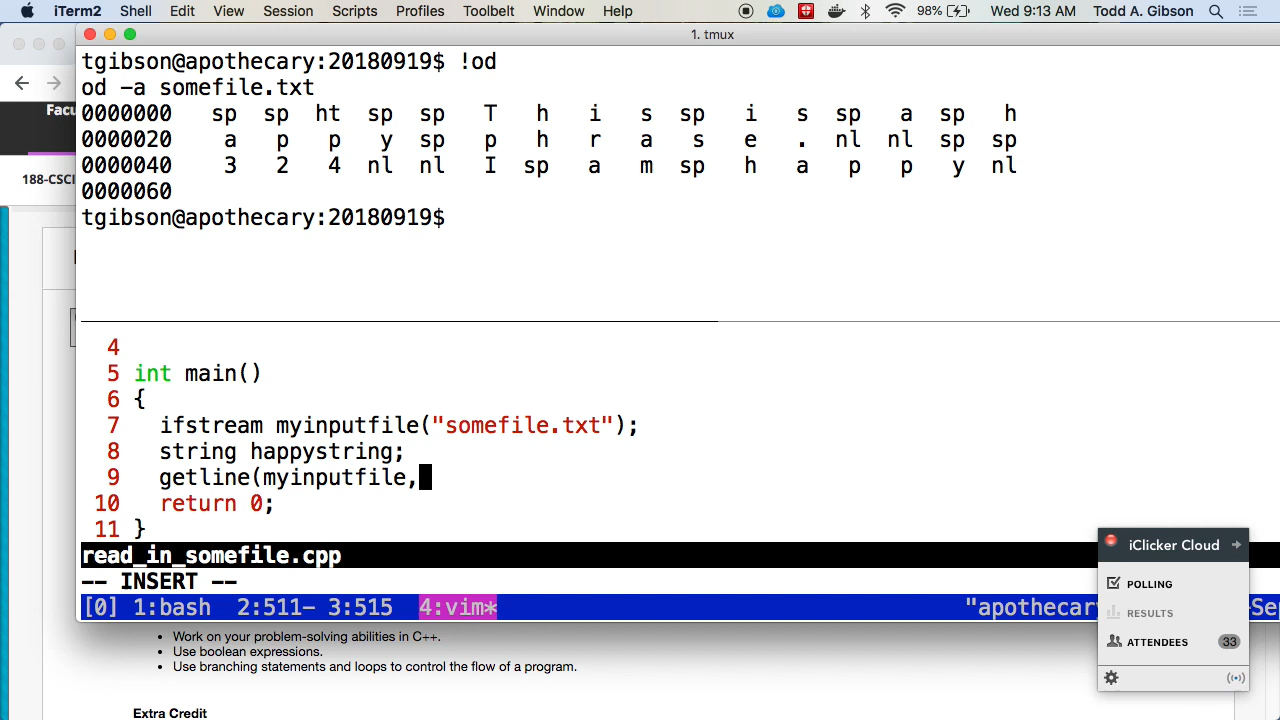 iTerm2 Shell Edit View Session Scripts Profiles Toolbelt Window Help 98% Wed 9:13 AM Todd A. Gibson
1. tmux
tgibson@apothecary:20180919$ !od
od -a somefile.txt
0000000 sp sp ht sp sp T h i s sp i s sp a sp h
0000020 a p p y sp p h r a s e . nl nl sp sp
0000040 3 2 4 nl nl I sp a m sp h a p p y nl
0000060
tgibson@apothecary:20180919$
Facu
188-CSCI
4
5 int main()
6 {
7 ifstream myinputfile("somefile.txt");
8 string happystring;
9 getline(myinputfile,
10 return 0;
11 }
read_in_somefile.cpp
-- INSERT --
[0] 1:bash 2:511- 3:515 4:vim* "apothecary
iClicker Cloud
POLLING
RESULTS
ATTENDEES 33
• Work on your problem-solving abilities in C++.
• Use boolean expressions.
• Use branching statements and loops to control the flow of a program.
Extra Credit